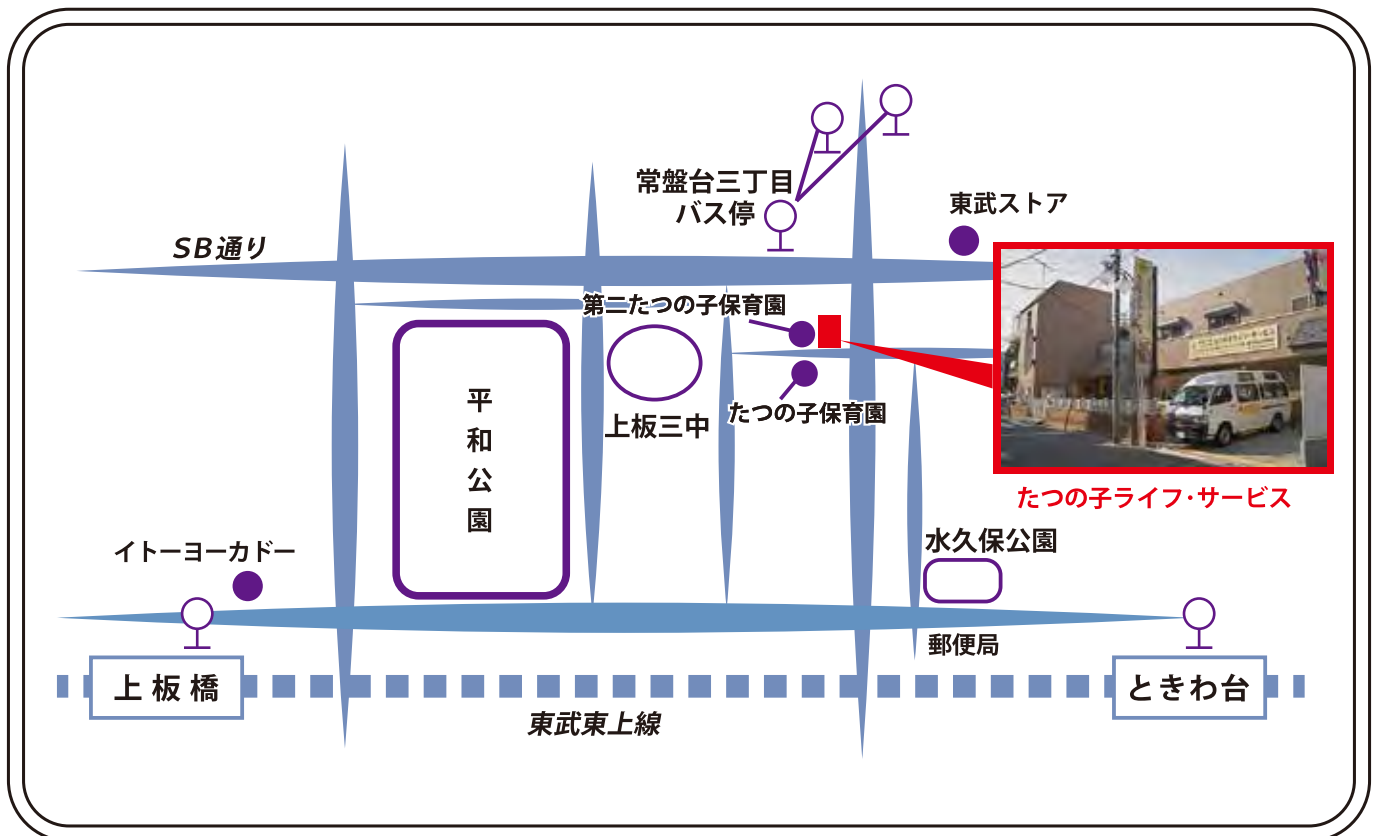 常盤台三丁目
バス停
東武ストア
SB通り
第二たつの子保育園
平和公園
上板三中
たつの子保育園
たつの子ライフ・サービス
水久保公園
イトーヨーカドー
郵便局
上板橋
ときわ台
東武東上線